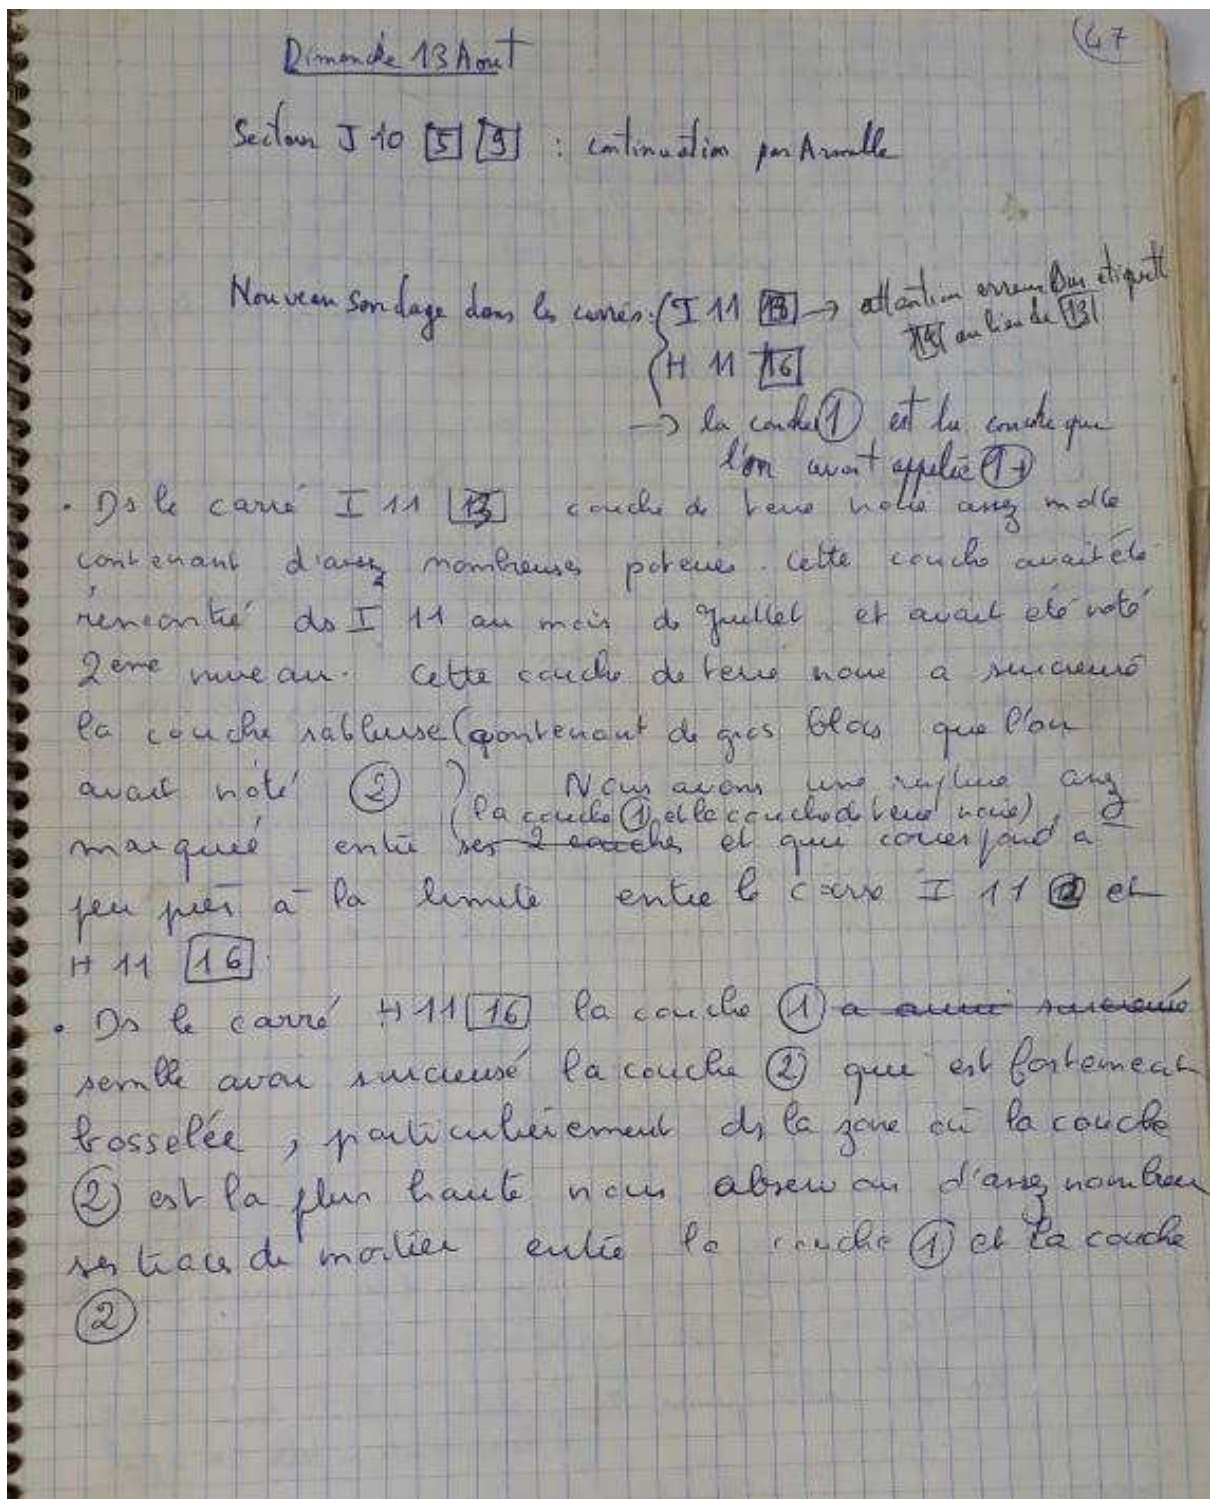 47
Dimanche 13 Aout
Secteur J 10 [5] [9] : continuation par Armelle
Nouveau sondage dans les carrés : { I 11 [13] → attention erreur sur étiquett
au lieu de [13]
H 11 [16]
→ la couche (1) est la couche que
l'on avait appelée (1+)
• Ds le carré I 11 [13] couche de terre noire assez molle
contenant d'assez nombreuses poteries. Cette couche avait été
rencontré ds I 11 au mois de Juillet et avait été noté
2eme niveau. Cette couche de terre noire a surcreusé
la couche sableuse (contenant de gros blocs que l'on
avait noté (2) ) Nous avons une rupture assez
(la couche (1) et la couche de terre noire)
marquée entre ses 2 couches et qui correspond à
peu près à la limite entre le carré I 11 et
H 11 [16].
• Ds le carré H 11 [16] la couche (1) a aussi surcreusé
semble avoir surcreusé la couche (2) qui est fortement
bosselée, particulièrement ds la zone où la couche
(2) est la plus haute nous observons d'assez nombreu
ses traces de mortier entre la couche (1) et la couche
(2)